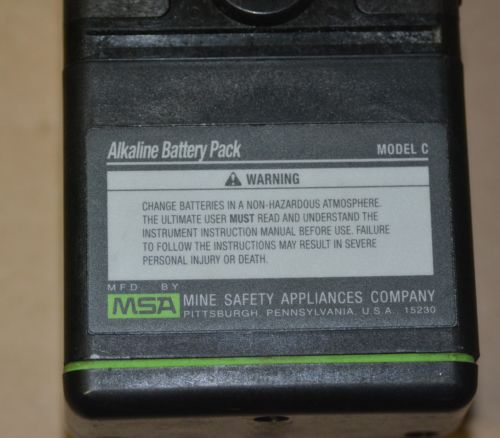 Alkaline Battery Pack MODEL C
WARNING
CHANGE BATTERIES IN A NON-HAZARDOUS ATMOSPHERE.
THE ULTIMATE USER MUST READ AND UNDERSTAND THE
INSTRUMENT INSTRUCTION MANUAL BEFORE USE. FAILURE
TO FOLLOW THE INSTRUCTIONS MAY RESULT IN SEVERE
PERSONAL INJURY OR DEATH.
MFD BY
MSA MINE SAFETY APPLIANCES COMPANY
PITTSBURGH, PENNSYLVANIA, U.S.A. 15230